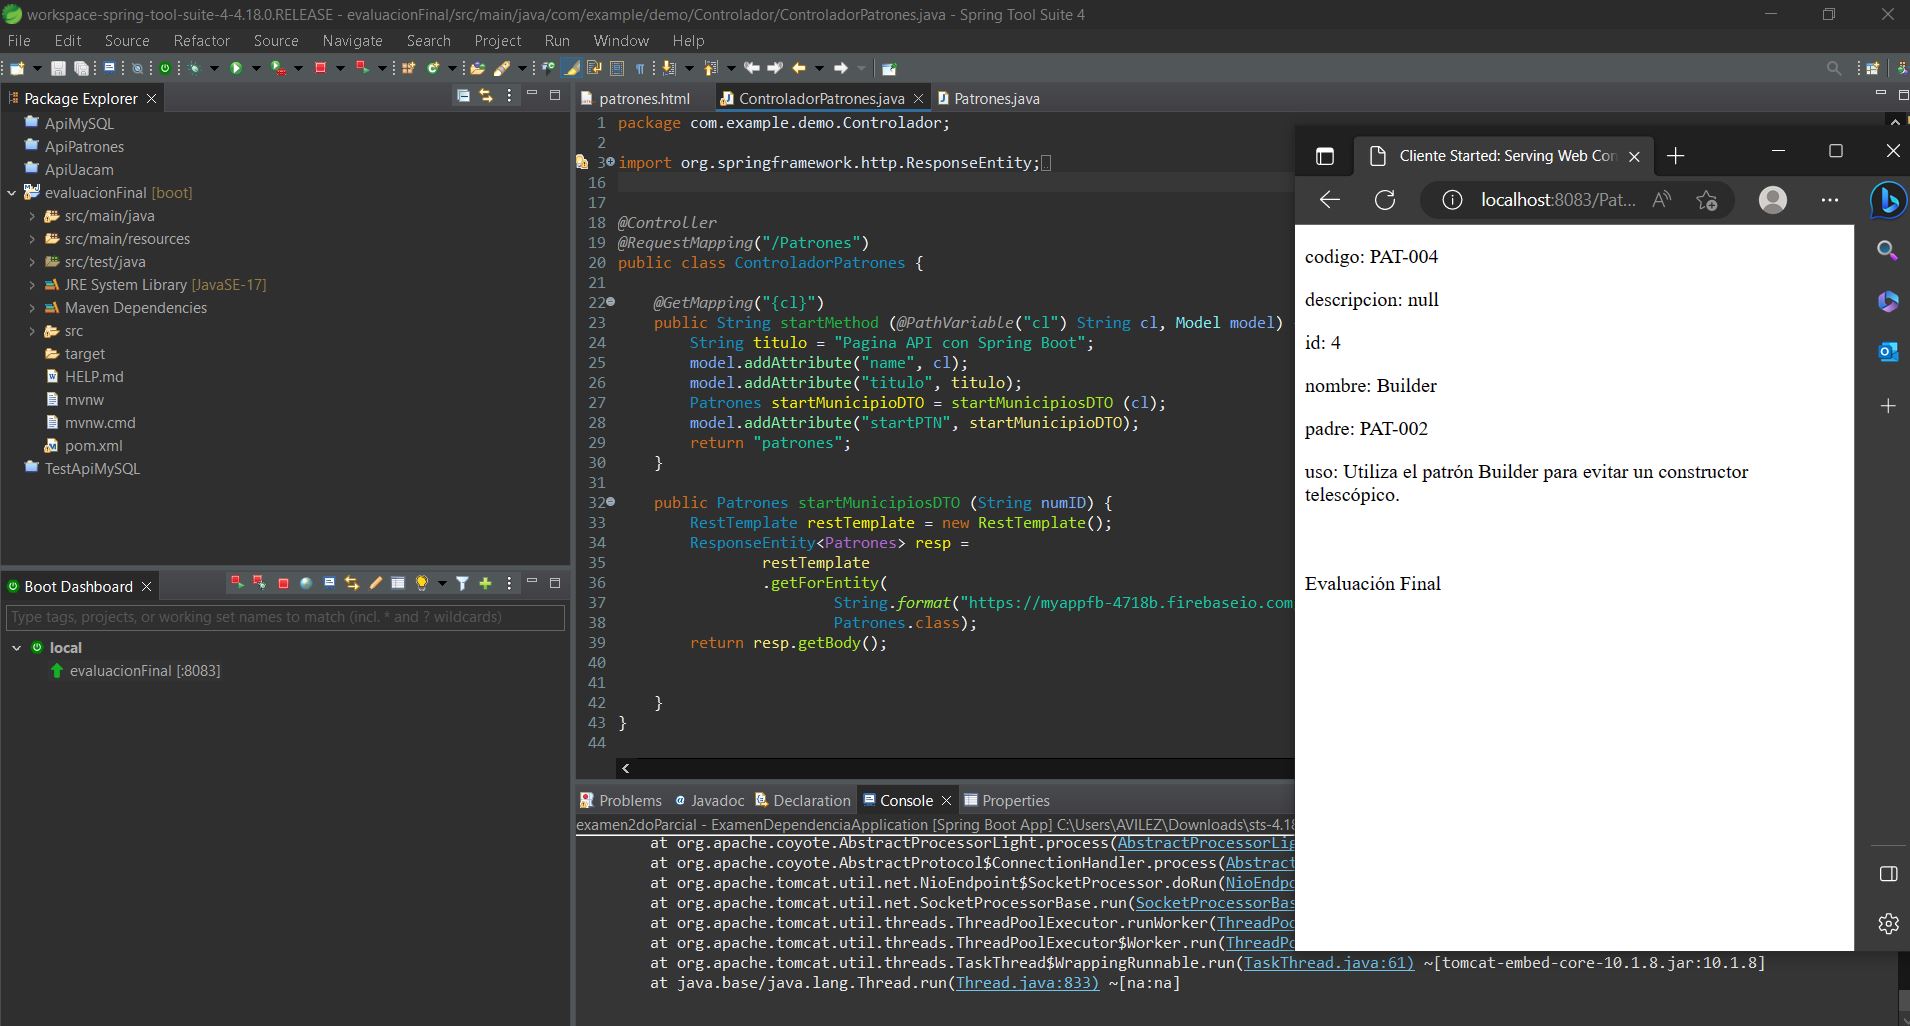 workspace-spring-tool-suite-4-4.18.0.RELEASE - evaluacionFinal/src/main/java/com/example/demo/Controlador/ControladorPatrones.java - Spring Tool Suite 4
File Edit Source Refactor Source Navigate Search Project Run Window Help
Package Explorer
ApiMySQL
ApiPatrones
ApiUacam
evaluacionFinal [boot]
src/main/java
src/main/resources
src/test/java
JRE System Library [JavaSE-17]
Maven Dependencies
src
target
HELP.md
mvnw
mvnw.cmd
pom.xml
TestApiMySQL
Boot Dashboard
Type tags, projects, or working set names to match (incl. * and ? wildcards)
local
evaluacionFinal [:8083]
patrones.html ControladorPatrones.java Patrones.java
1 package com.example.demo.Controlador;
2
3 import org.springframework.http.ResponseEntity;
16
17
18 @Controller
19 @RequestMapping("/Patrones")
20 public class ControladorPatrones {
21
22 @GetMapping("{cl}")
23 public String startMethod (@PathVariable("cl") String cl, Model model)
24 String titulo = "Pagina API con Spring Boot";
25 model.addAttribute("name", cl);
26 model.addAttribute("titulo", titulo);
27 Patrones startMunicipioDTO = startMunicipiosDTO (cl);
28 model.addAttribute("startPTN", startMunicipioDTO);
29 return "patrones";
30 }
31
32 public Patrones startMunicipiosDTO (String numID) {
33 RestTemplate restTemplate = new RestTemplate();
34 ResponseEntity<Patrones> resp =
35 restTemplate
36 .getForEntity(
37 String.format("https://myappfb-4718b.firebaseio.com
38 Patrones.class);
39 return resp.getBody();
40
41
42 }
43 }
44
Problems Javadoc Declaration Console Properties
examen2doParcial - ExamenDependenciaApplication [Spring Boot App] C:\Users\AVILEZ\Downloads\sts-4.18
at org.apache.coyote.AbstractProcessorLight.process(AbstractProcessorLig
at org.apache.coyote.AbstractProtocol$ConnectionHandler.process(Abstract
at org.apache.tomcat.util.net.NioEndpoint$SocketProcessor.doRun(NioEndpo
at org.apache.tomcat.util.net.SocketProcessorBase.run(SocketProcessorBas
at org.apache.tomcat.util.threads.ThreadPoolExecutor.runWorker(ThreadPoo
at org.apache.tomcat.util.threads.ThreadPoolExecutor$Worker.run(ThreadPo
at org.apache.tomcat.util.threads.TaskThread$WrappingRunnable.run(TaskThread.java:61) ~[tomcat-embed-core-10.1.8.jar:10.1.8]
at java.base/java.lang.Thread.run(Thread.java:833) ~[na:na]
Cliente Started: Serving Web Con
localhost:8083/Pat...
codigo: PAT-004
descripcion: null
id: 4
nombre: Builder
padre: PAT-002
uso: Utiliza el patrón Builder para evitar un constructor
telescópico.
Evaluación Final